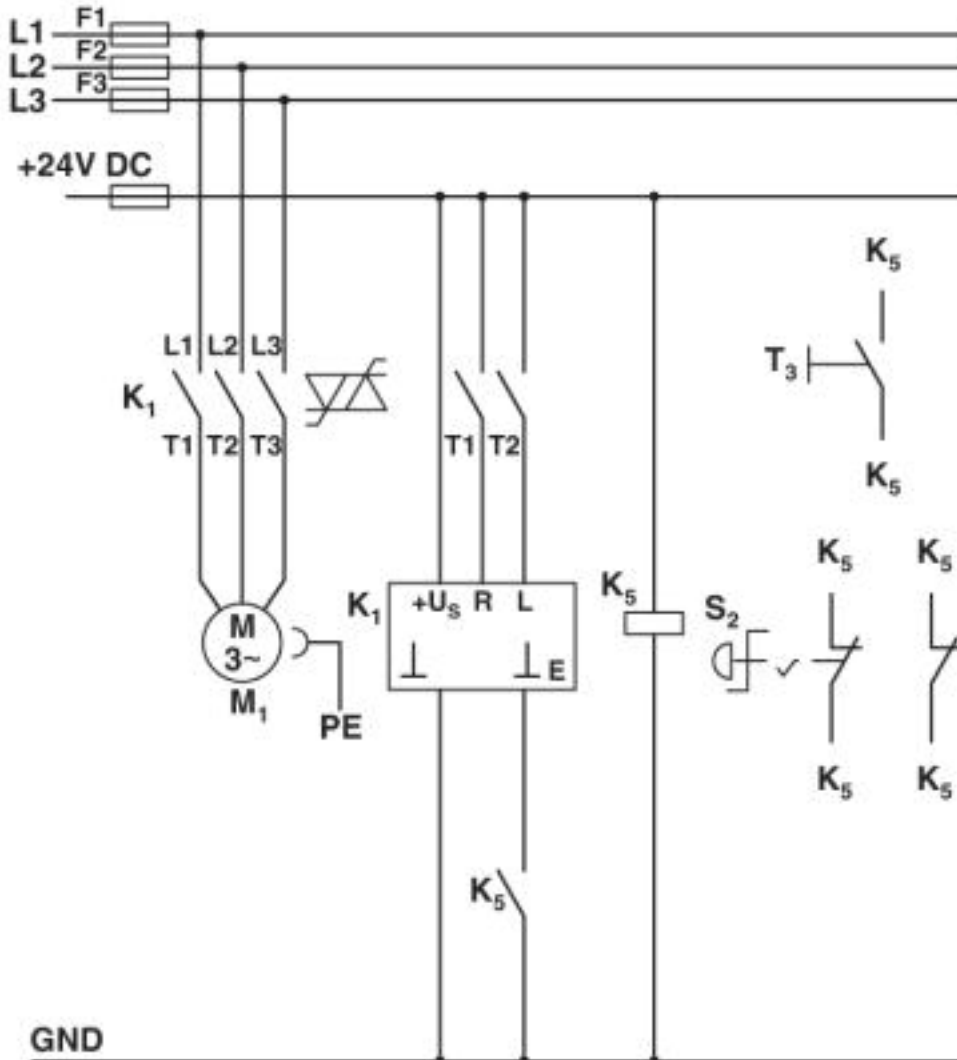 F1
L1
F2
L2
F3
L3
+24V DC
K5
L1 L2 L3
T3
K1
T1 T2 T3 T1 T2
K5
K5 K5
K1 +US R L K5 S2
M
3~
E
M1
PE
K5 K5
K5
GND